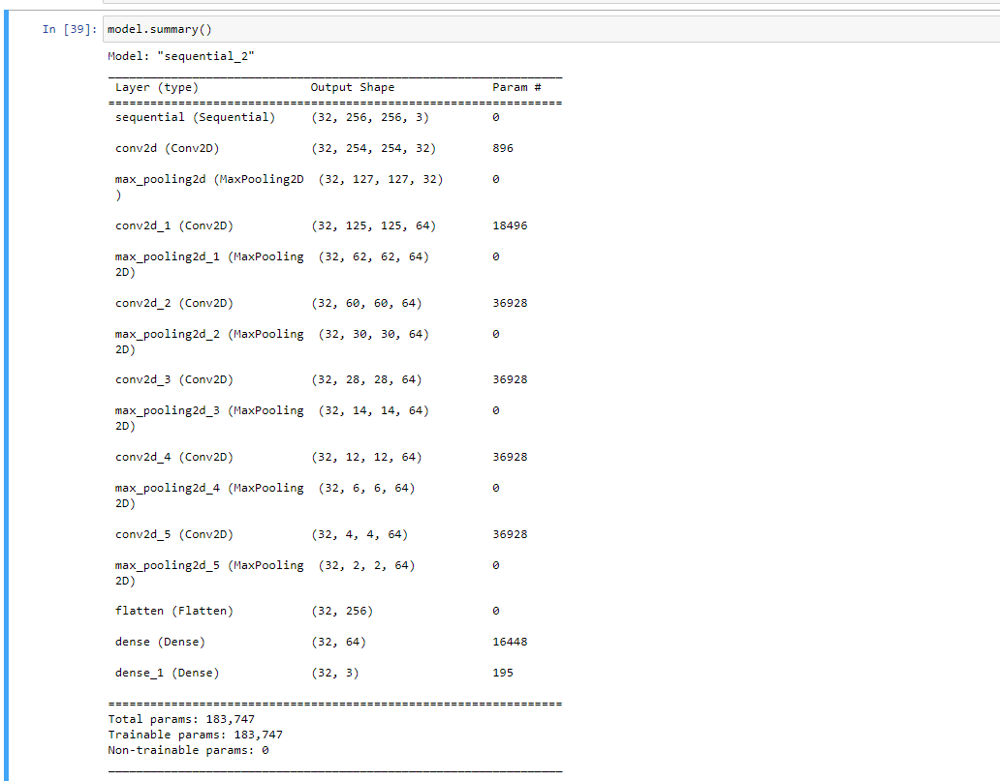 In [39]: model.summary()
Model: "sequential_2"
_________________________________________________________________
Layer (type)                Output Shape              Param #
=================================================================
sequential (Sequential)     (32, 256, 256, 3)         0
conv2d (Conv2D)             (32, 254, 254, 32)        896
max_pooling2d (MaxPooling2D  (32, 127, 127, 32)       0
)
conv2d_1 (Conv2D)           (32, 125, 125, 64)        18496
max_pooling2d_1 (MaxPooling  (32, 62, 62, 64)         0
2D)
conv2d_2 (Conv2D)           (32, 60, 60, 64)          36928
max_pooling2d_2 (MaxPooling  (32, 30, 30, 64)         0
2D)
conv2d_3 (Conv2D)           (32, 28, 28, 64)          36928
max_pooling2d_3 (MaxPooling  (32, 14, 14, 64)         0
2D)
conv2d_4 (Conv2D)           (32, 12, 12, 64)          36928
max_pooling2d_4 (MaxPooling  (32, 6, 6, 64)           0
2D)
conv2d_5 (Conv2D)           (32, 4, 4, 64)            36928
max_pooling2d_5 (MaxPooling  (32, 2, 2, 64)           0
2D)
flatten (Flatten)           (32, 256)                 0
dense (Dense)               (32, 64)                  16448
dense_1 (Dense)             (32, 3)                   195
=================================================================
Total params: 183,747
Trainable params: 183,747
Non-trainable params: 0
_________________________________________________________________